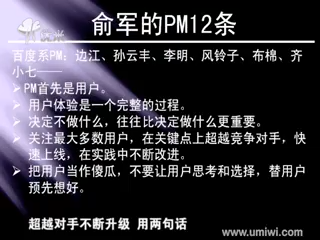 俞军的PM12条
百度系PM：边江、孙云丰、李明、风铃子、布棉、齐
小七——
PM首先是用户。
用户体验是一个完整的过程。
决定不做什么，往往比决定做什么更重要。
关注最大多数用户，在关键点上超越竞争对手，快
速上线，在实践中不断改进。
把用户当作傻瓜，不要让用户思考和选择，替用户
预先想好。
超越对手不断升级 用两句话
www.umiwi.com